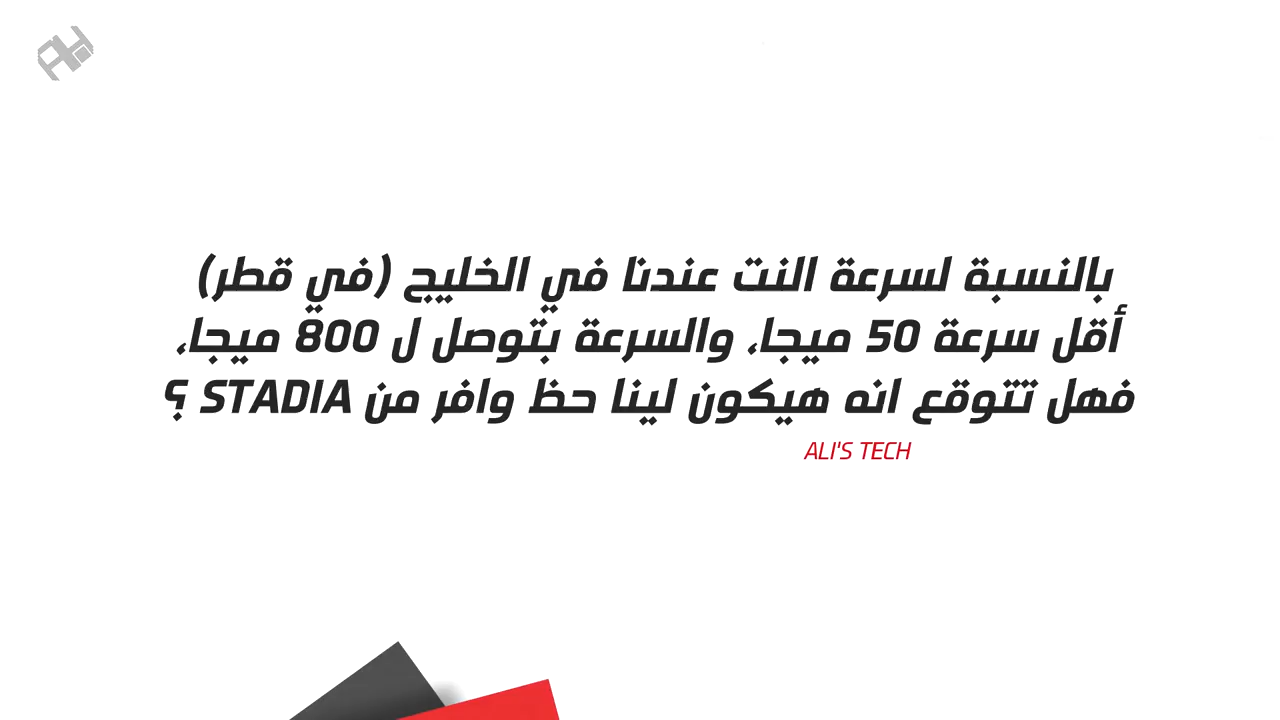 بالنسبة لسرعة النت عندنا في الخليج (في قطر)
أقل سرعة 50 ميجا، والسرعة بتوصل ل 800 ميجا،
فهل تتوقع انه هيكون لينا حظ وافر من STADIA ؟
ALI'S TECH